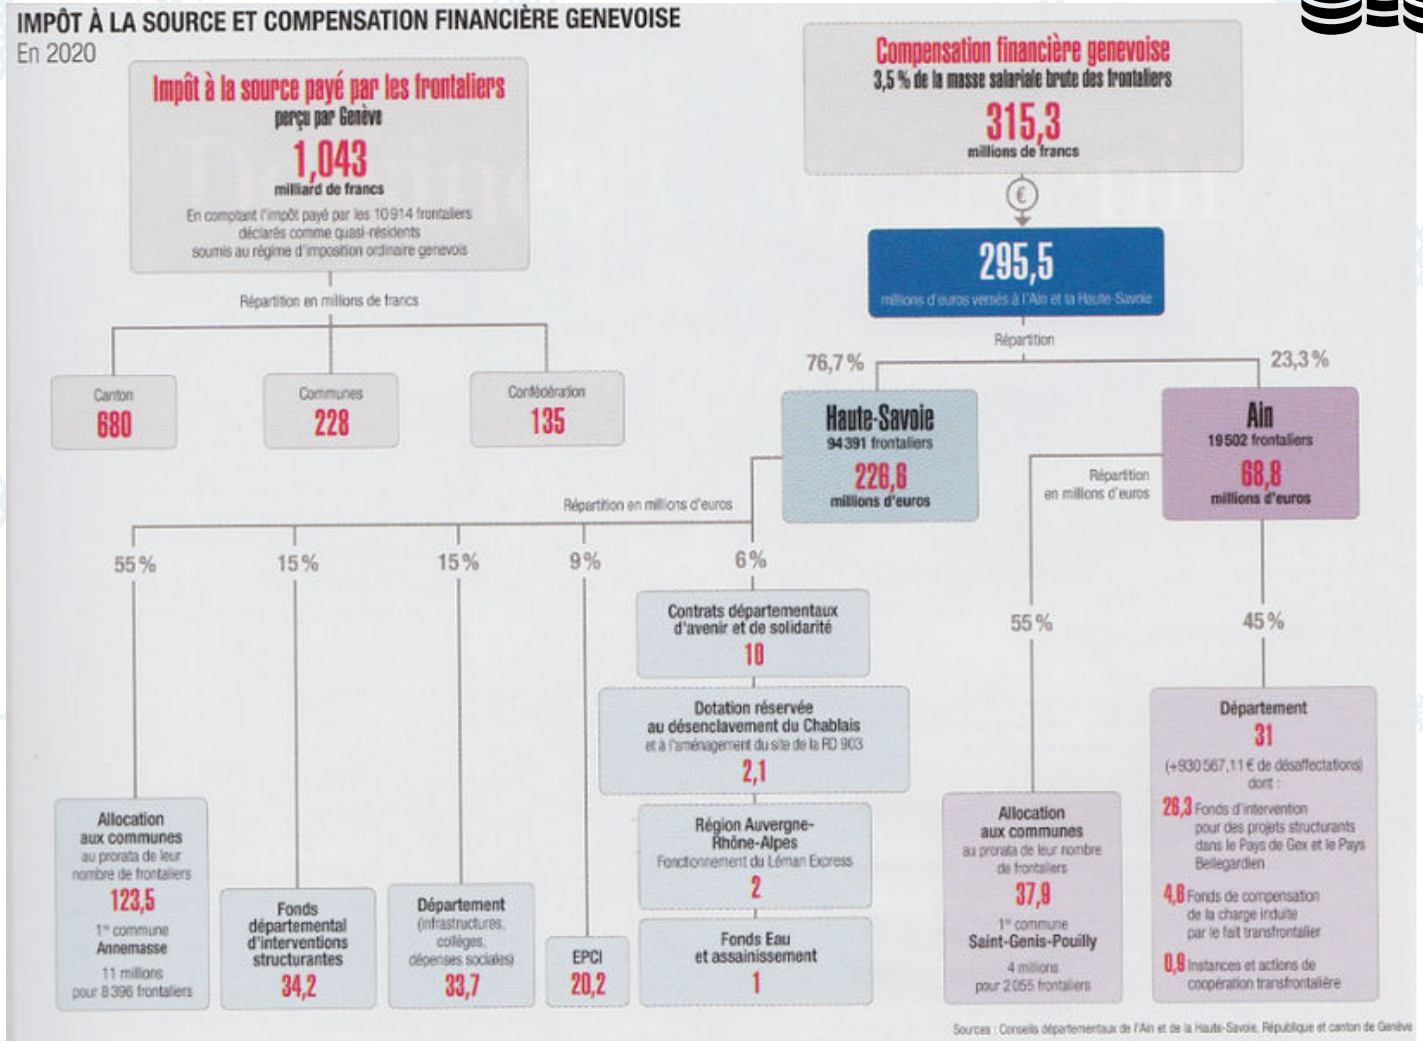 IMPÔT À LA SOURCE ET COMPENSATION FINANCIÈRE GENEVOISE
En 2020
Impôt à la source payé par les frontaliers
perçu par Genève
1,043
milliard de francs
En comptant l'impôt payé par les 10 914 frontaliers
déclarés comme quasi-résidents
soumis au régime d'imposition ordinaire genevois
Répartition en millions de francs
Canton
680
Communes
228
Confédération
135
Compensation financière genevoise
3,5 % de la masse salariale brute des frontaliers
315,3
millions de francs
€
295,5
millions d'euros versés à l'Ain et la Haute-Savoie
Répartition
76,7 %
23,3 %
Haute-Savoie
94 391 frontaliers
226,6
millions d'euros
Ain
19 502 frontaliers
68,8
millions d'euros
Répartition en millions d'euros
55 %
15 %
15 %
9 %
6 %
Allocation
aux communes
au prorata de leur
nombre de frontaliers
123,5
1re commune
Annemasse
11 millions
pour 8 396 frontaliers
Fonds
départemental
d'interventions
structurantes
34,2
Département
(infrastructures,
collèges,
dépenses sociales)
33,7
EPCI
20,2
Contrats départementaux
d'avenir et de solidarité
10
Dotation réservée
au désenclavement du Chablais
et à l'aménagement du site de la RD 903
2,1
Région Auvergne-
Rhône-Alpes
Fonctionnement du Léman Express
2
Fonds Eau
et assainissement
1
Répartition
en millions d'euros
55 %
45 %
Allocation
aux communes
au prorata de leur nombre
de frontaliers
37,9
1re commune
Saint-Genis-Pouilly
4 millions
pour 2 055 frontaliers
Département
31
(+930 567,11 € de désaffectations)
dont :
26,3 Fonds d'intervention
pour des projets structurants
dans le Pays de Gex et le Pays
Bellegardien
4,6 Fonds de compensation
de la charge induite
par le fait transfrontalier
0,9 Instances et actions de
coopération transfrontalière
Sources : Conseils départementaux de l'Ain et de la Haute-Savoie, République et canton de Genève